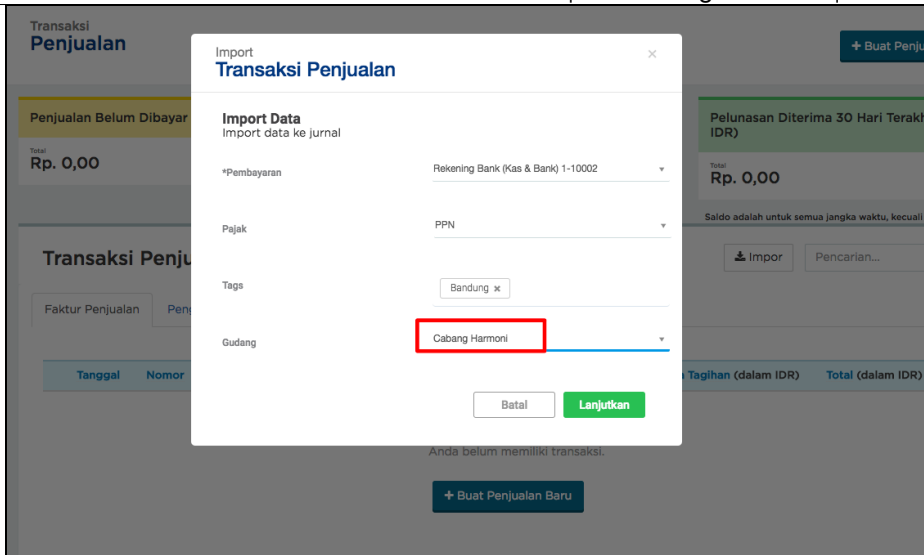 Transaksi
Penjualan
+ Buat Penju
Import
Transaksi Penjualan
×
Penjualan Belum Dibayar
Total
Rp. 0,00
Pelunasan Diterima 30 Hari Terakh
IDR)
Total
Rp. 0,00
Saldo adalah untuk semua jangka waktu, kecuali
Import Data
Import data ke jurnal
*Pembayaran
Rekening Bank (Kas & Bank) 1-10002
Pajak
PPN
Tags
Bandung ×
Gudang
Cabang Harmoni
Batal
Lanjutkan
Transaksi Penju
Impor
Pencarian...
Faktur Penjualan
Peng
Tanggal
Nomor
Tagihan (dalam IDR)
Total (dalam IDR)
Anda belum memiliki transaksi.
+ Buat Penjualan Baru